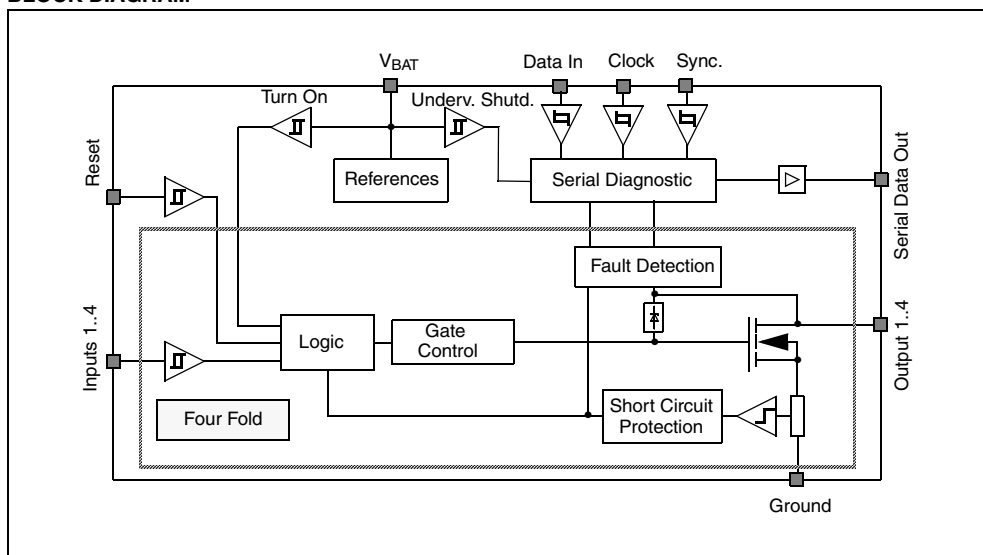 BLOCK DIAGRAM
V_BAT
Data In
Clock
Sync.
Turn On
Underv. Shutd.
Reset
References
Serial Diagnostic
Serial Data Out
Fault Detection
Inputs 1..4
Logic
Gate
Control
Output 1..4
Four Fold
Short Circuit
Protection
Ground